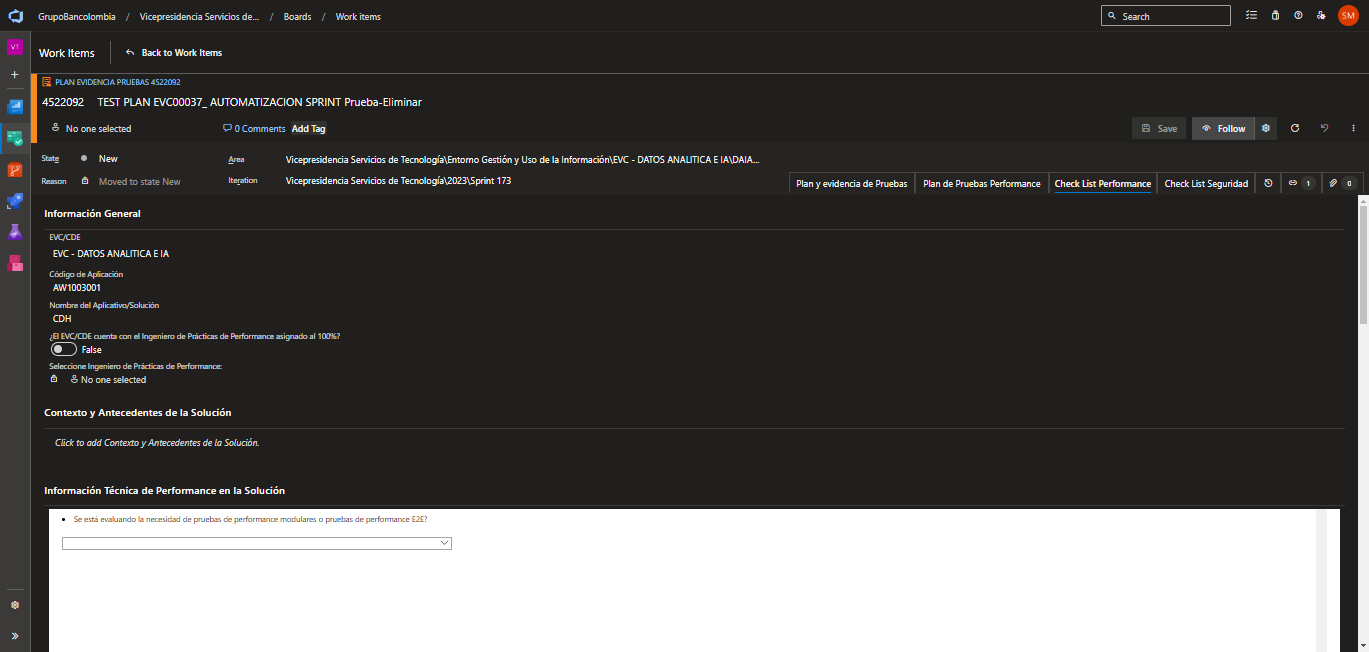 GrupoBancolombia / Vicepresidencia Servicios de... / Boards / Work items
Search
SM
VT
Work Items
Back to Work Items
PLAN EVIDENCIA PRUEBAS 4522092
4522092 TEST PLAN EVC00037_ AUTOMATIZACION SPRINT Prueba-Eliminar
No one selected
0 Comments
Add Tag
Save
Follow
State New
Area Vicepresidencia Servicios de Tecnología\Entorno Gestión y Uso de la Información\EVC - DATOS ANALITICA E IA\DAIA...
Reason Moved to state New
Iteration Vicepresidencia Servicios de Tecnología\2023\Sprint 173
Plan y evidencia de Pruebas
Plan de Pruebas Performance
Check List Performance
Check List Seguridad
1
0
Información General
EVC/CDE
EVC - DATOS ANALITICA E IA
Código de Aplicación
AW1003001
Nombre del Aplicativo/Solución
CDH
¿El EVC/CDE cuenta con el Ingeniero de Prácticas de Performance asignado al 100%?
False
Seleccione Ingeniero de Prácticas de Performance:
No one selected
Contexto y Antecedentes de la Solución
Click to add Contexto y Antecedentes de la Solución.
Información Técnica de Performance en la Solución
Se está evaluando la necesidad de pruebas de performance modulares o pruebas de performance E2E?